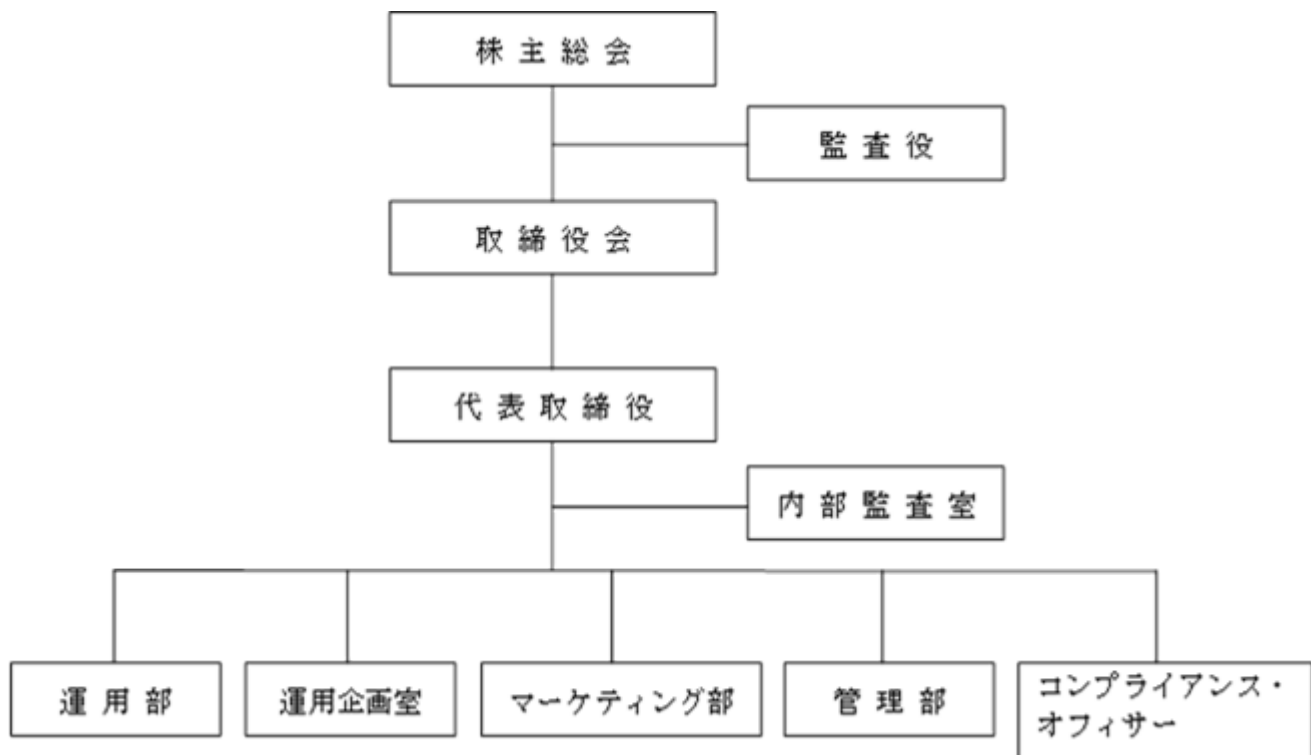 株主総会
監査役
取締役会
代表取締役
内部監査室
運用部
運用企画室
マーケティング部
管理部
コンプライアンス・
オフィサー